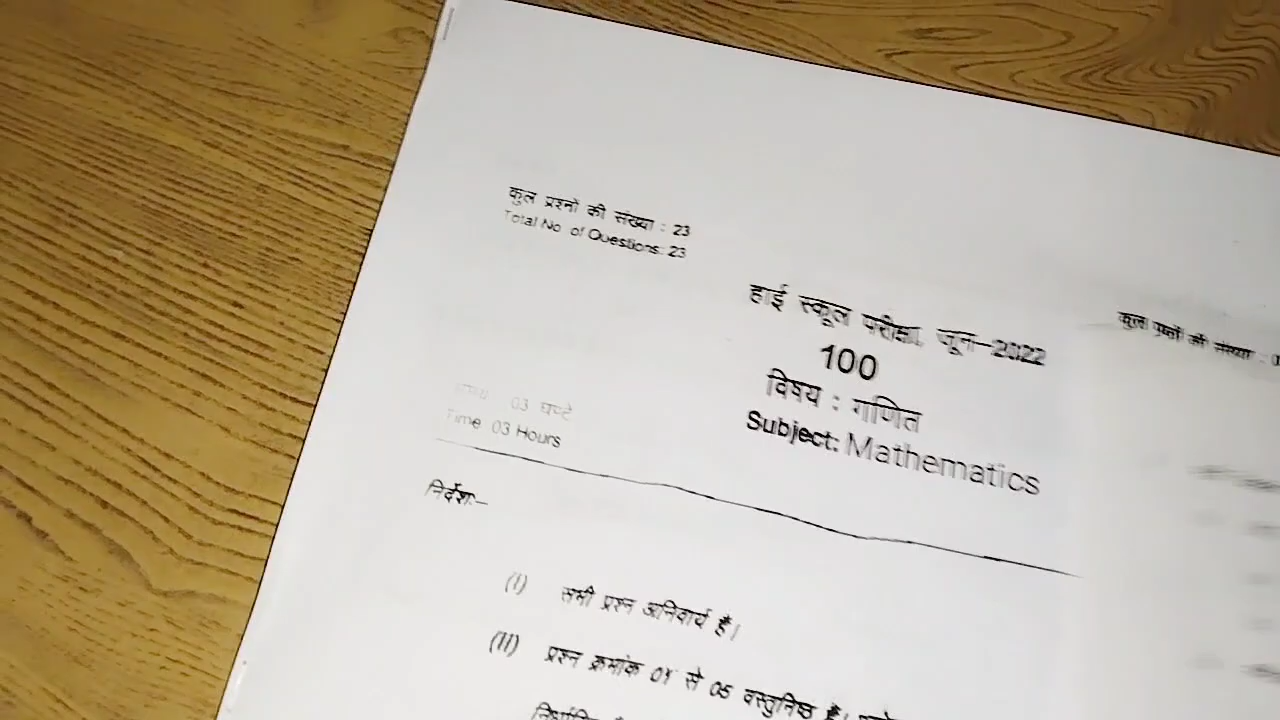 कुल प्रश्नों की संख्या : 23
Total No of Questions: 23
हाई स्कूल परीक्षा, जून–2022
100
विषय : गणित
Subject: Mathematics
03 घण्टे
Time 03 Hours
निर्देशः–
(I) सभी प्रश्न अनिवार्य हैं।
(II) प्रश्न क्रमांक 01 से 05 वस्तुनिष्ठ हैं।
कुल प्रश्नों की संख्या :